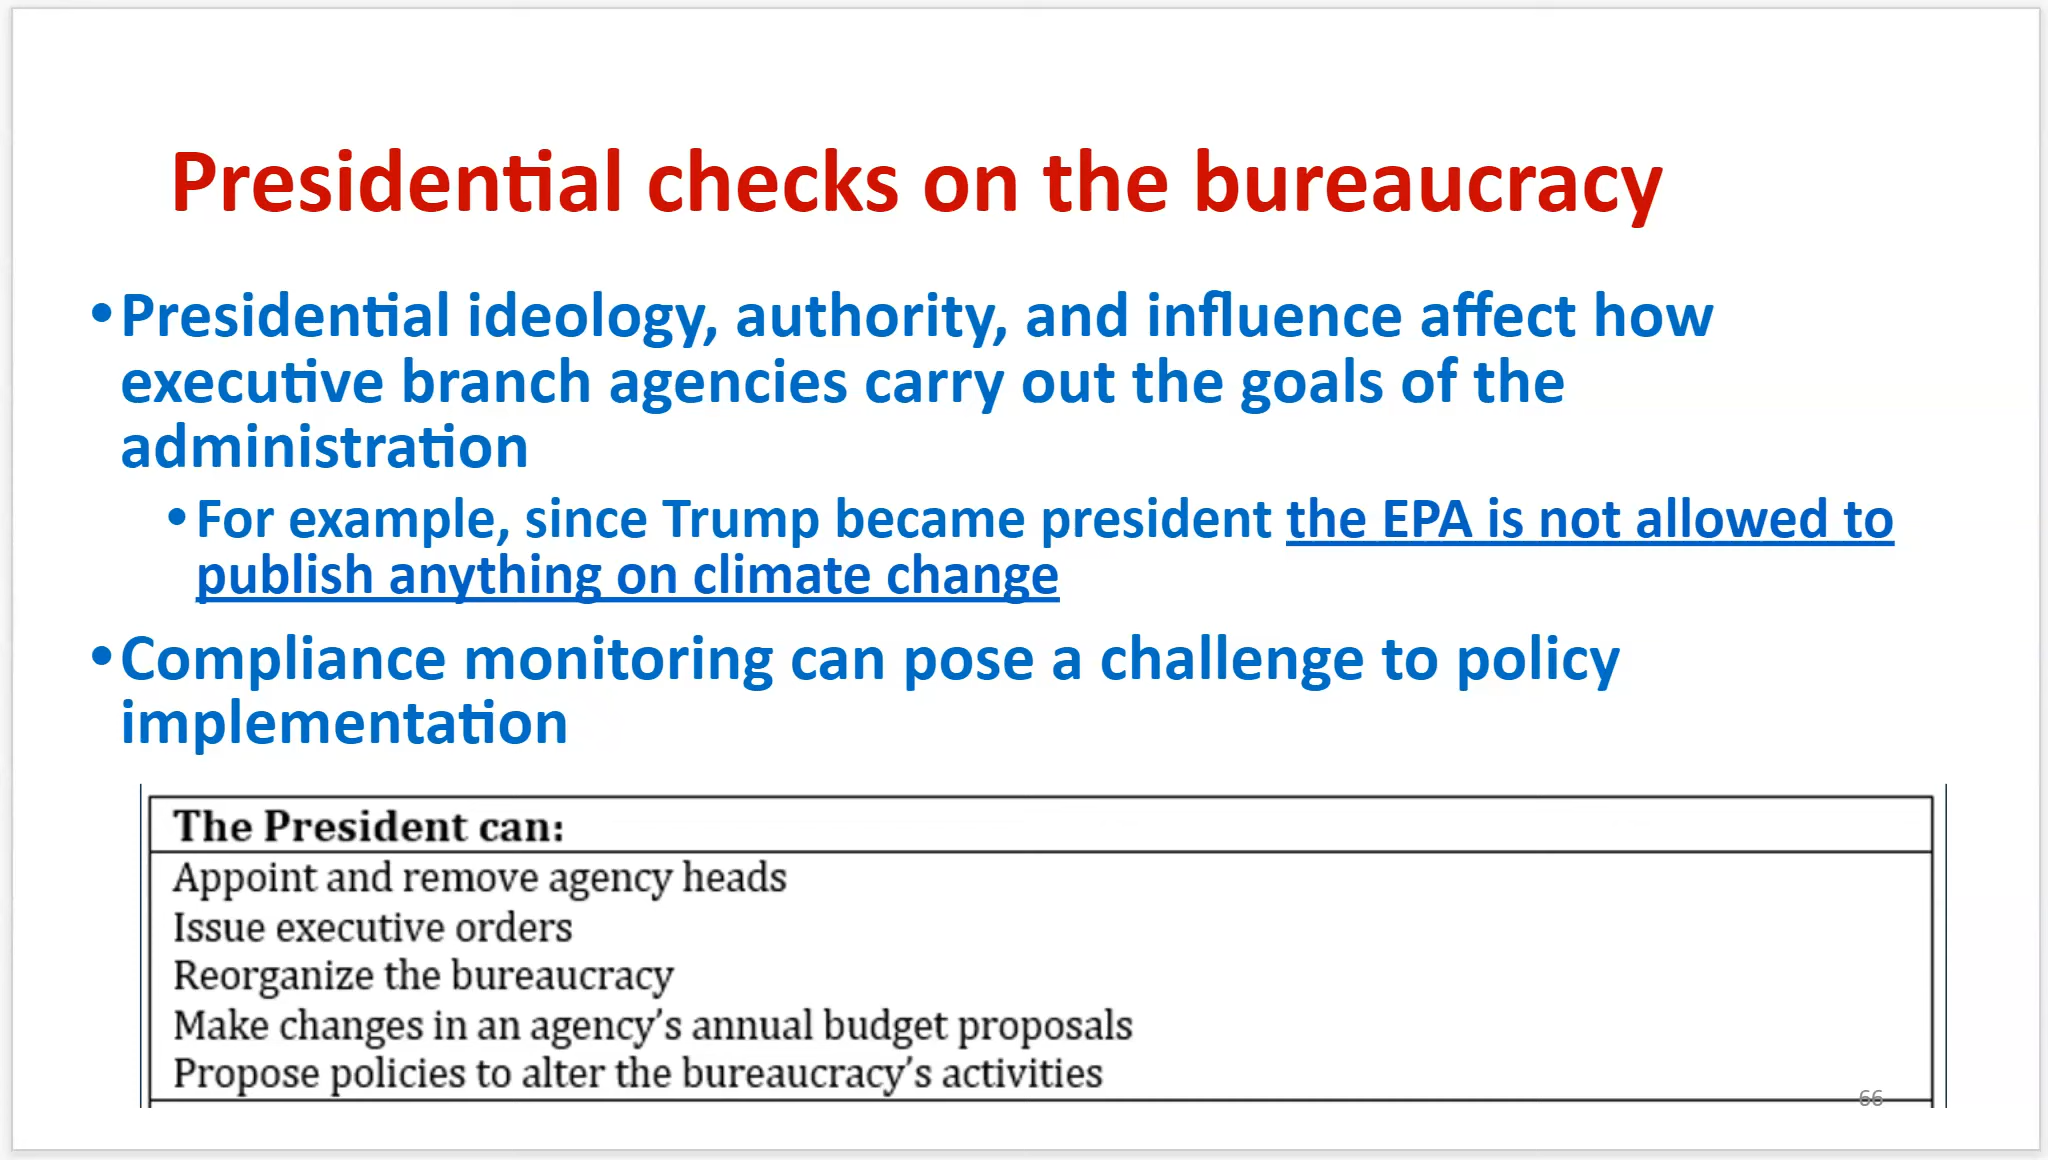 Presidential checks on the bureaucracy
•Presidential ideology, authority, and influence affect how
executive branch agencies carry out the goals of the
administration
•For example, since Trump became president the EPA is not allowed to
publish anything on climate change
•Compliance monitoring can pose a challenge to policy
implementation
The President can:
Appoint and remove agency heads
Issue executive orders
Reorganize the bureaucracy
Make changes in an agency’s annual budget proposals
Propose policies to alter the bureaucracy’s activities
66